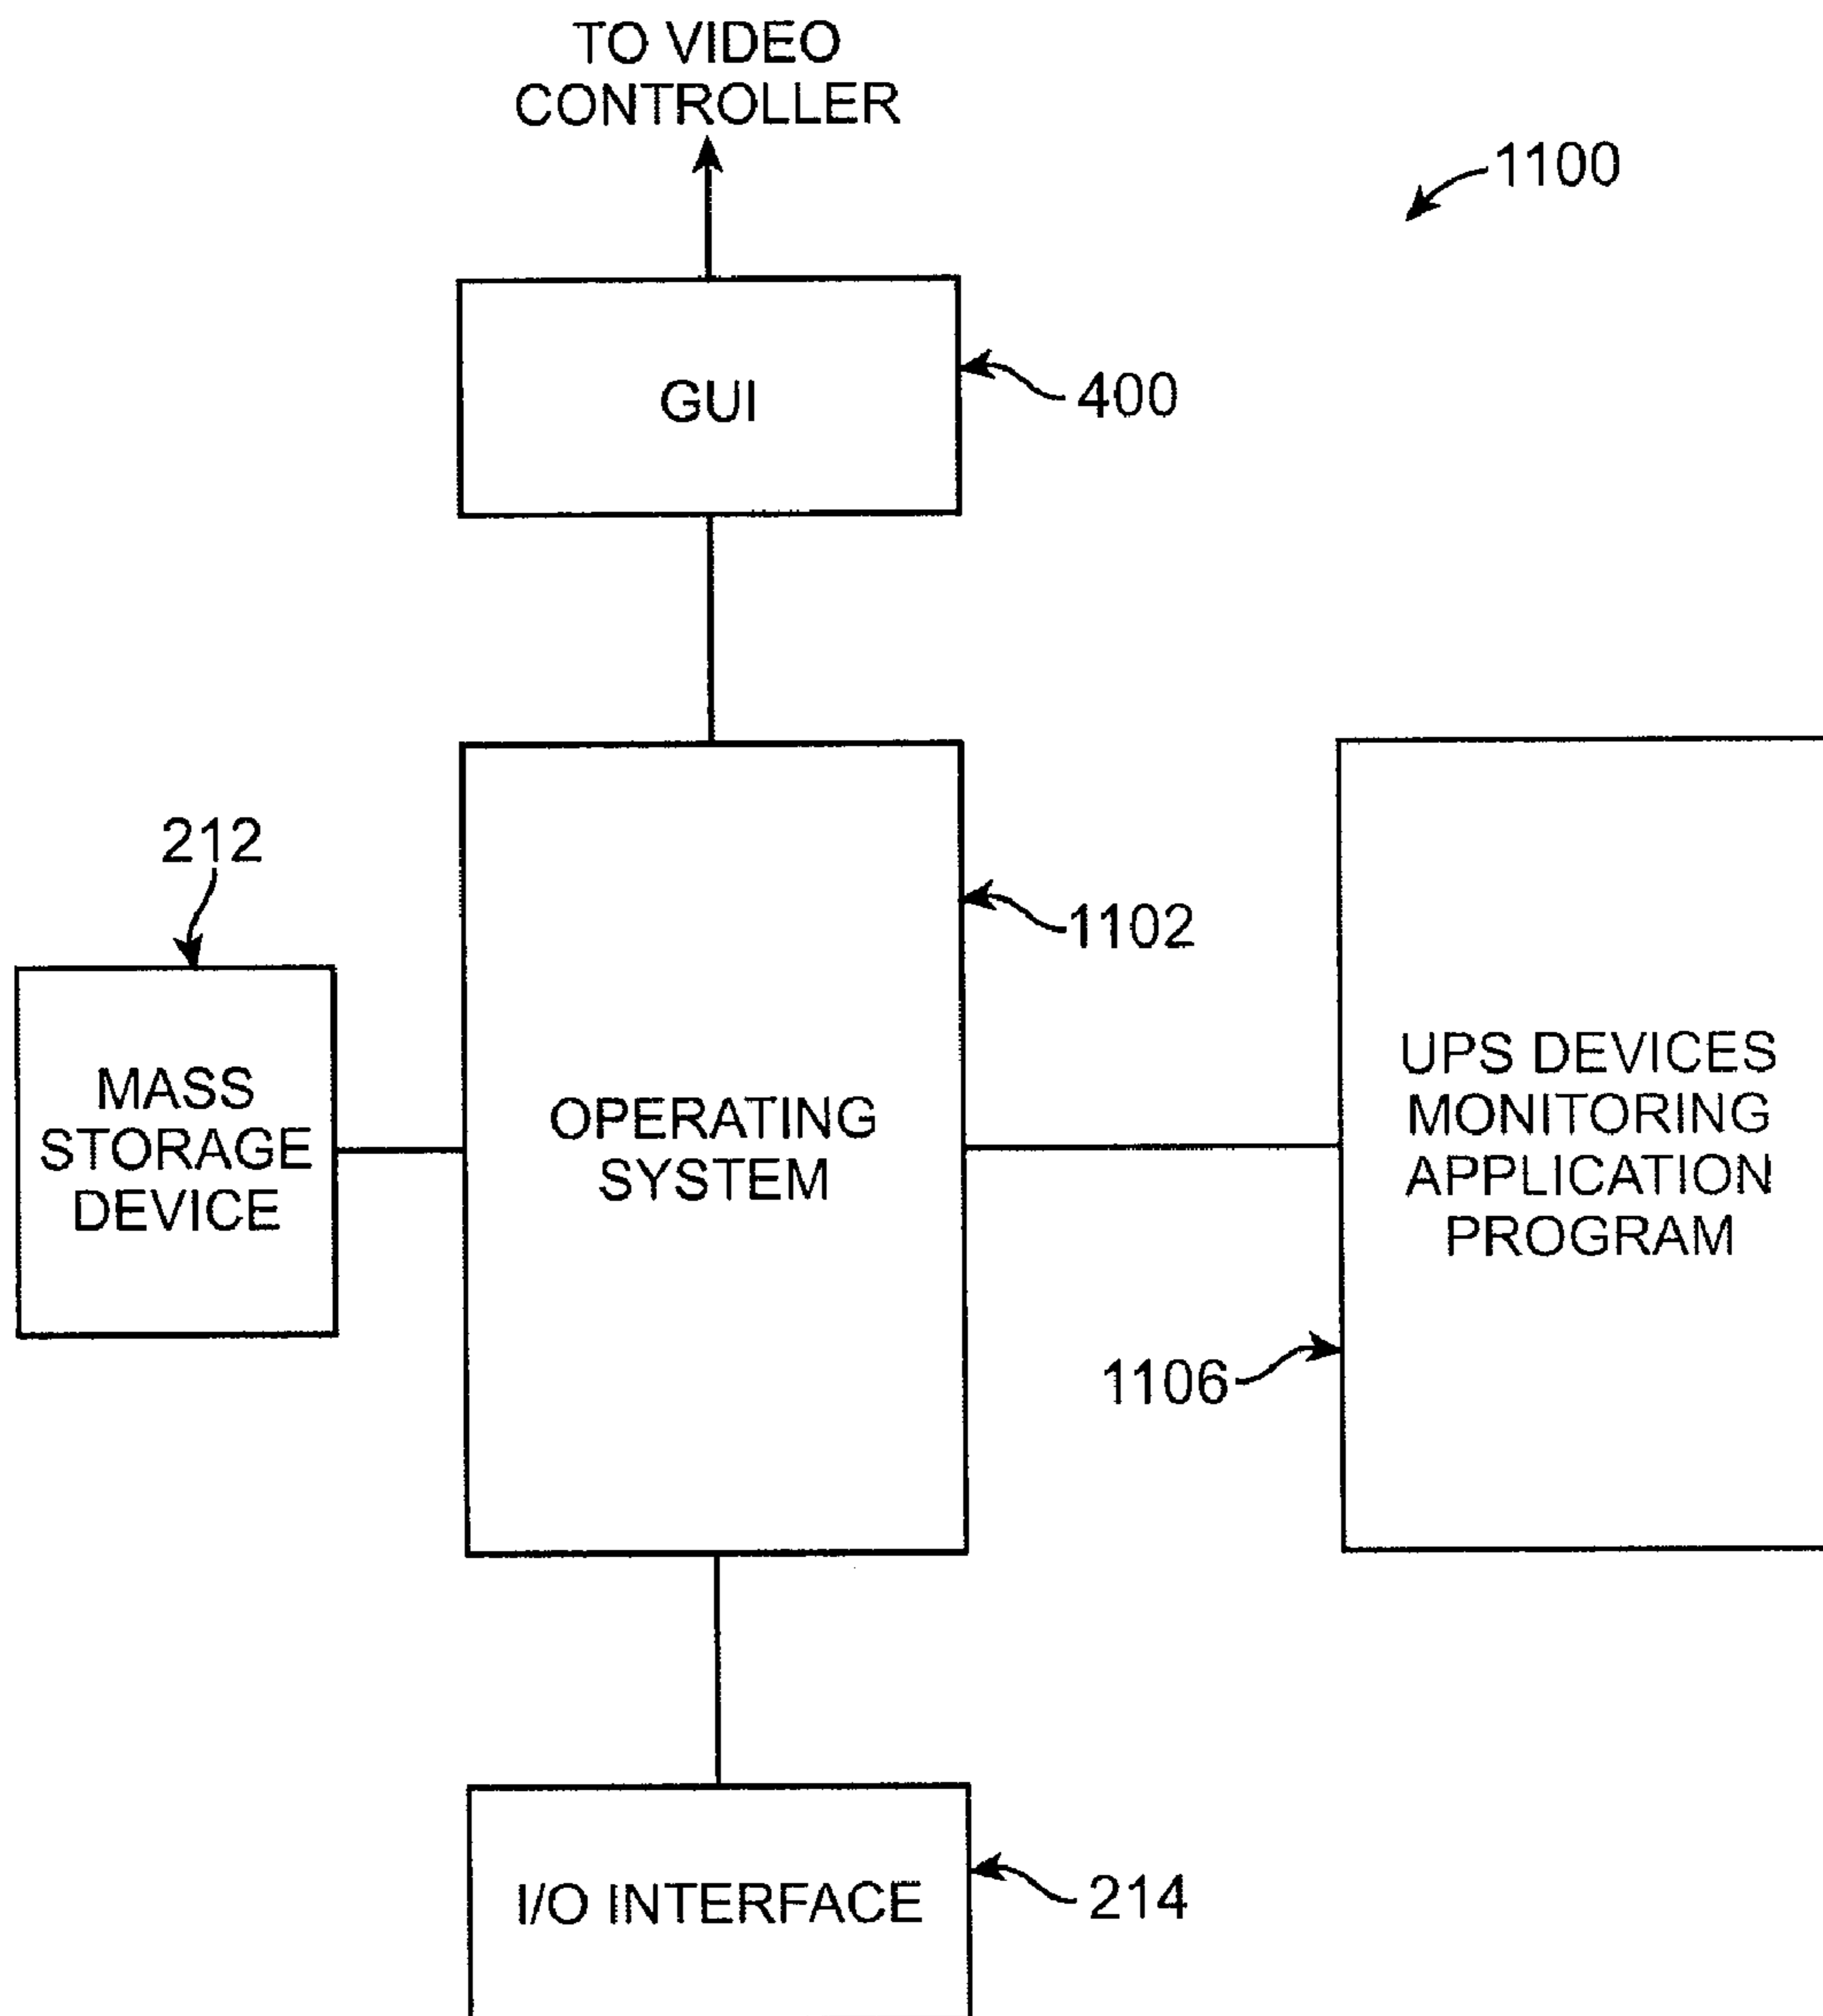 TO VIDEO
CONTROLLER
1100
GUI
400
212
1102
MASS
STORAGE
DEVICE
OPERATING
SYSTEM
UPS DEVICES
MONITORING
APPLICATION
PROGRAM
1106
I/O INTERFACE
214